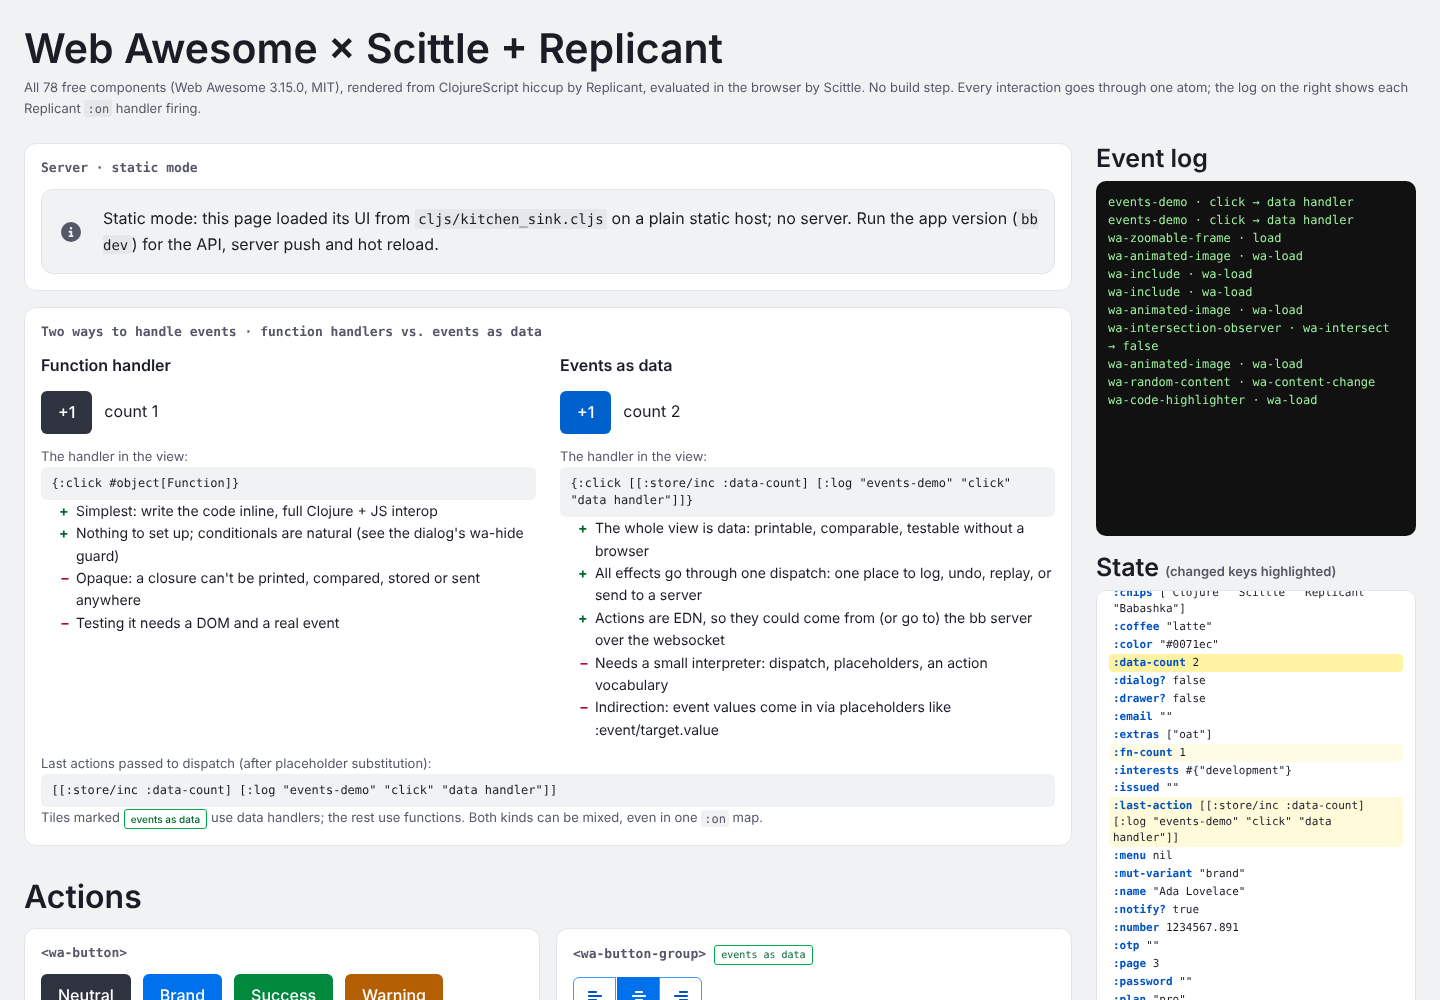 Web Awesome × Scittle + Replicant
All 78 free components (Web Awesome 3.15.0, MIT), rendered from ClojureScript hiccup by Replicant, evaluated in the browser by Scittle. No build step. Every interaction goes through one atom; the log on the right shows each
Replicant :on handler firing.
Server · static mode
Static mode: this page loaded its UI from cljs/kitchen_sink.cljs on a plain static host; no server. Run the app version (bb
dev) for the API, server push and hot reload.
Two ways to handle events · function handlers vs. events as data
Function handler
+1 count 1
The handler in the view:
{:click #object[Function]}
+ Simplest: write the code inline, full Clojure + JS interop
+ Nothing to set up; conditionals are natural (see the dialog's wa-hide
guard)
− Opaque: a closure can't be printed, compared, stored or sent
anywhere
− Testing it needs a DOM and a real event
Events as data
+1 count 2
The handler in the view:
{:click [[:store/inc :data-count] [:log "events-demo" "click"
"data handler"]]}
+ The whole view is data: printable, comparable, testable without a
browser
+ All effects go through one dispatch: one place to log, undo, replay, or
send to a server
+ Actions are EDN, so they could come from (or go to) the bb server
over the websocket
− Needs a small interpreter: dispatch, placeholders, an action
vocabulary
− Indirection: event values come in via placeholders like
:event/target.value
Last actions passed to dispatch (after placeholder substitution):
[[:store/inc :data-count] [:log "events-demo" "click" "data handler"]]
Tiles marked events as data use data handlers; the rest use functions. Both kinds can be mixed, even in one :on map.
Actions
<wa-button>
Neutral Brand Success Warning
<wa-button-group> events as data
Event log
events-demo · click → data handler
events-demo · click → data handler
wa-zoomable-frame · load
wa-animated-image · wa-load
wa-include · wa-load
wa-include · wa-load
wa-animated-image · wa-load
wa-intersection-observer · wa-intersect
→ false
wa-animated-image · wa-load
wa-random-content · wa-content-change
wa-code-highlighter · wa-load
State (changed keys highlighted)
:chips ["Clojure" "Scittle" "Replicant"
"Babashka"]
:coffee "latte"
:color "#0071ec"
:data-count 2
:dialog? false
:drawer? false
:email ""
:extras ["oat"]
:fn-count 1
:interests #{"development"}
:issued ""
:last-action [[:store/inc :data-count]
[:log "events-demo" "click" "data
handler"]]
:menu nil
:mut-variant "brand"
:name "Ada Lovelace"
:notify? true
:number 1234567.891
:otp ""
:page 3
:password ""
:plan "pro"